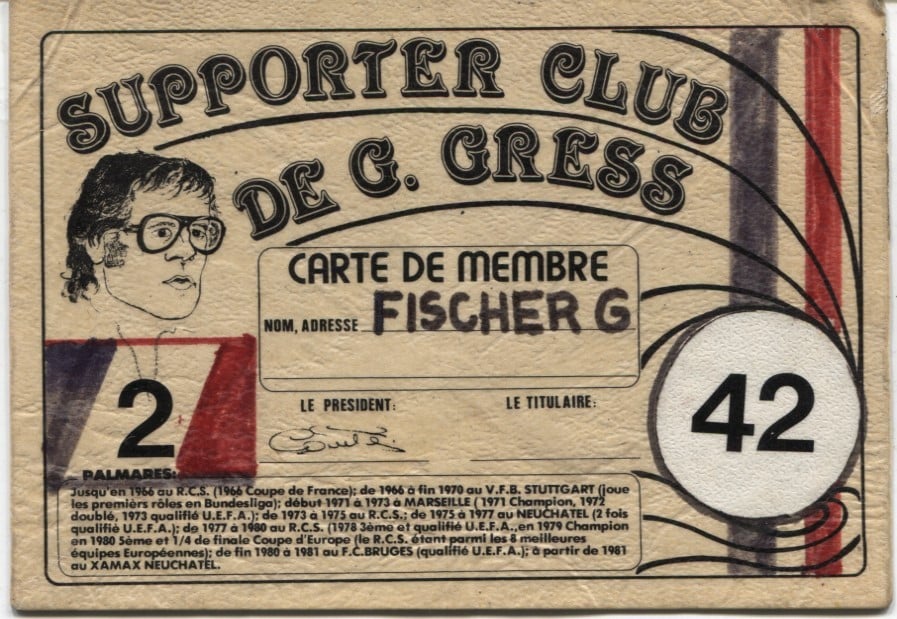 SUPPORTER CLUB
DE G. GRESS
CARTE DE MEMBRE
NOM, ADRESSE FISCHER G
LE PRESIDENT:
LE TITULAIRE:
2
42
PALMARES:
Jusqu'en 1966 au R.C.S. (1966 Coupe de France); de 1966 à fin 1970 au V.F.B. STUTTGART (joue
les premiers rôles en Bundesliga); début 1971 à 1973 à MARSEILLE ( 1971 Champion, 1972
doublé, 1973 qualifié U.E.F.A.); de 1973 à 1975 au R.C.S.; de 1975 à 1977 au NEUCHATEL (2 fois
qualifié U.E.F.A.); de 1977 à 1980 au R.C.S. (1978 3ème et qualifié U.E.F.A.,en 1979 Champion
en 1980 5ème et 1/4 de finale Coupe d'Europe (le R.C.S. étant parmi les 8 meilleures
équipes Européennes); de fin 1980 à 1981 au F.C.BRUGES (qualifié U.E.F.A.); à partir de 1981
au XAMAX NEUCHATEL.